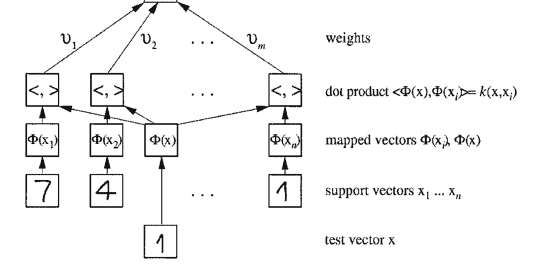 υ₁ υ₂ . . . υₘ weights
<, > <, > . . . <, > dot product <Φ(x),Φ(xᵢ)>= k(x,xᵢ)
Φ(x₁) Φ(x₂) Φ(x) Φ(xₙ) mapped vectors Φ(xᵢ), Φ(x)
7 4 . . . 1 support vectors x₁ ... xₙ
1 test vector x